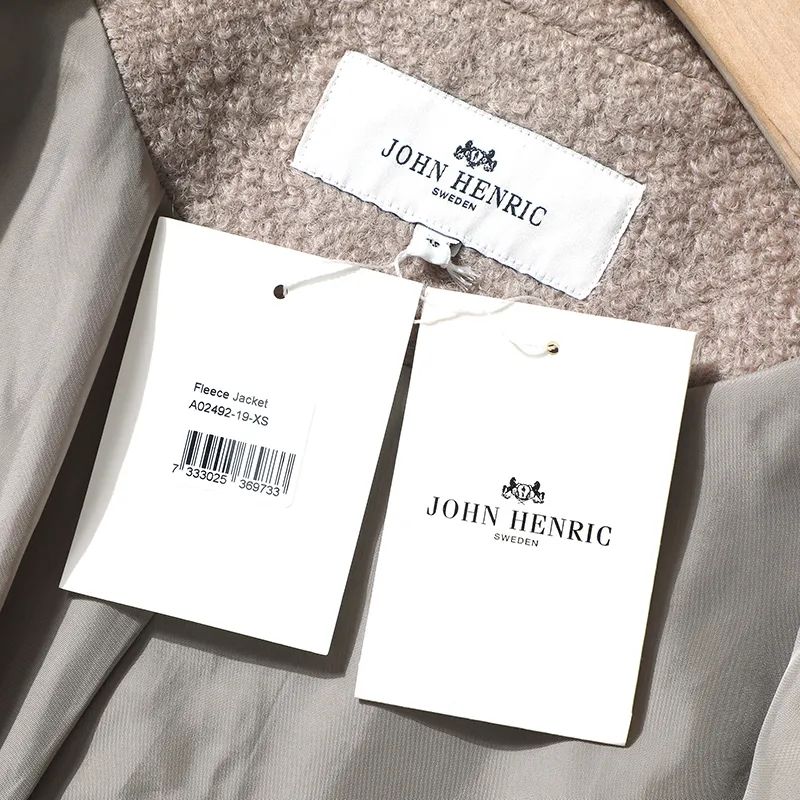 JOHN HENRIC
SWEDEN
Fleece Jacket
A02492-19-XS
7 333025 369733
JOHN HENRIC
SWEDEN